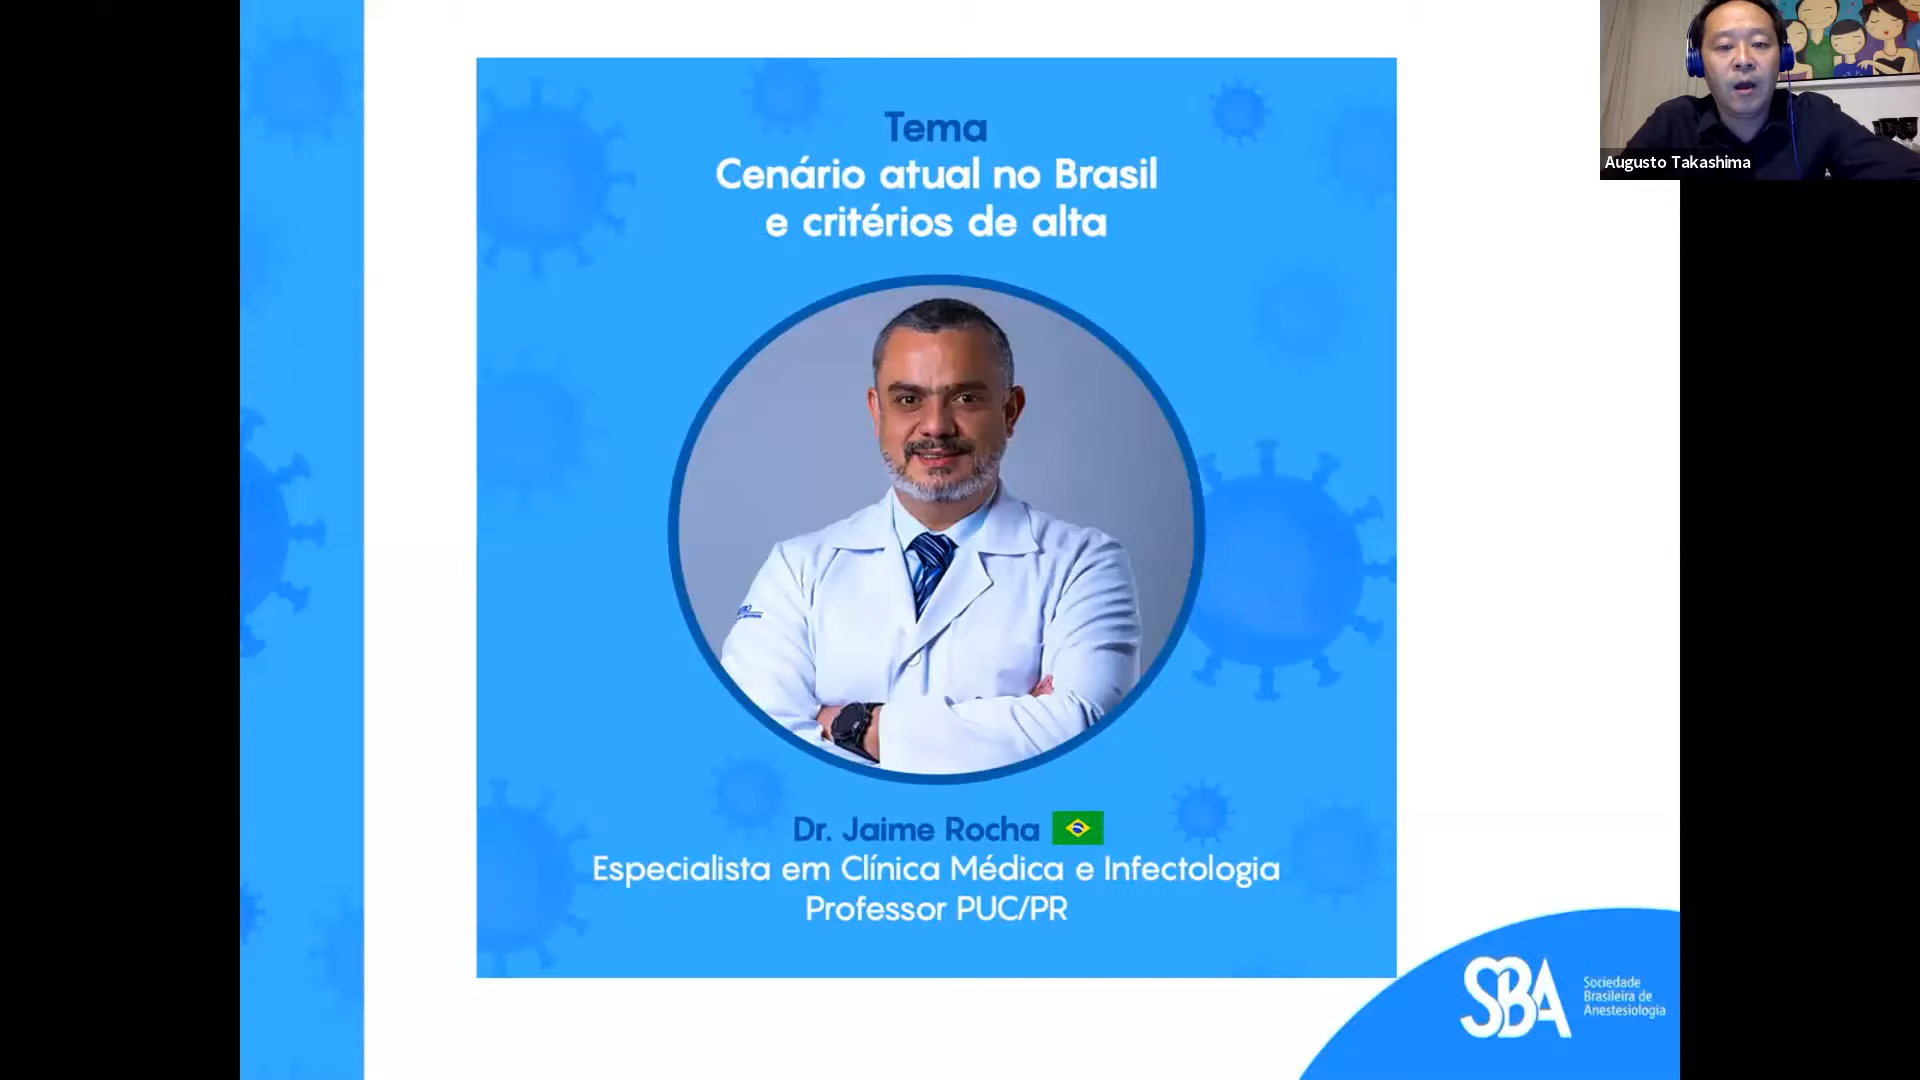 Tema
Cenário atual no Brasil
e critérios de alta
Dr. Jaime Rocha
Especialista em Clínica Médica e Infectologia
Professor PUC/PR
Augusto Takashima
SBA
Sociedade
Brasileira de
Anestesiologia